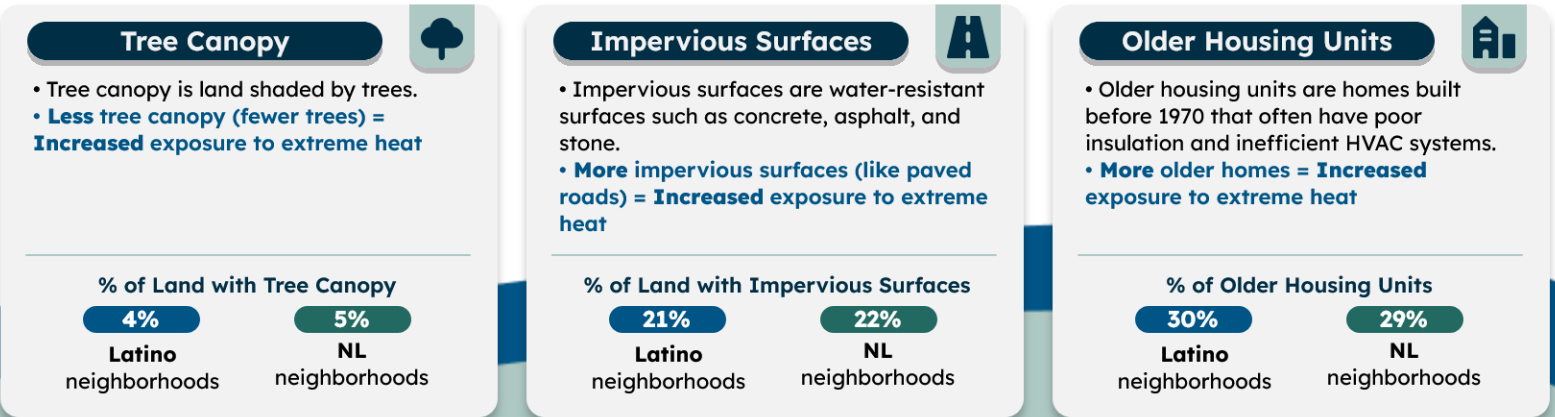 Tree Canopy
• Tree canopy is land shaded by trees.
• Less tree canopy (fewer trees) =
Increased exposure to extreme heat
% of Land with Tree Canopy
4%
5%
Latino
neighborhoods
NL
neighborhoods
Impervious Surfaces
• Impervious surfaces are water-resistant
surfaces such as concrete, asphalt, and
stone.
• More impervious surfaces (like paved
roads) = Increased exposure to extreme
heat
% of Land with Impervious Surfaces
21%
22%
Latino
neighborhoods
NL
neighborhoods
Older Housing Units
• Older housing units are homes built
before 1970 that often have poor
insulation and inefficient HVAC systems.
• More older homes = Increased
exposure to extreme heat
% of Older Housing Units
30%
29%
Latino
neighborhoods
NL
neighborhoods